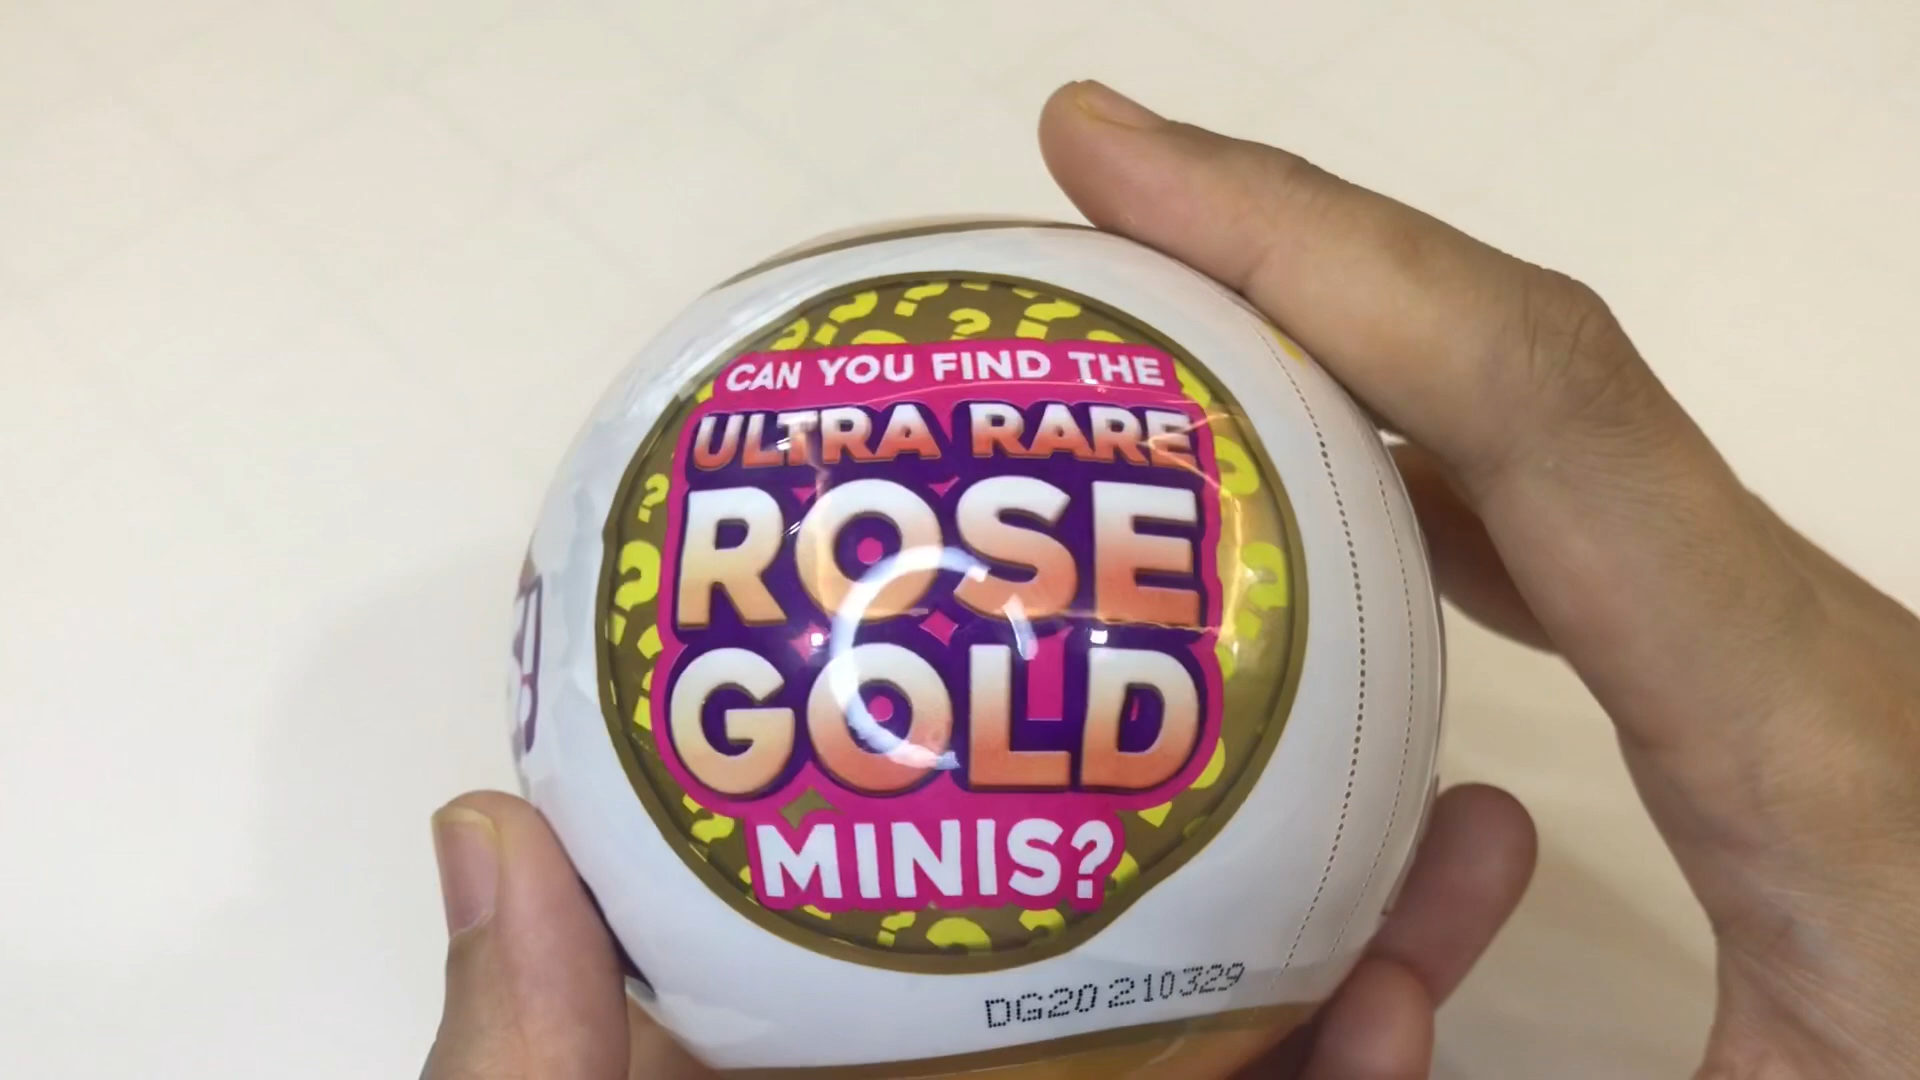 CAN YOU FIND THE
ULTRA RARE
ROSE
GOLD
MINIS?
DG20 210329